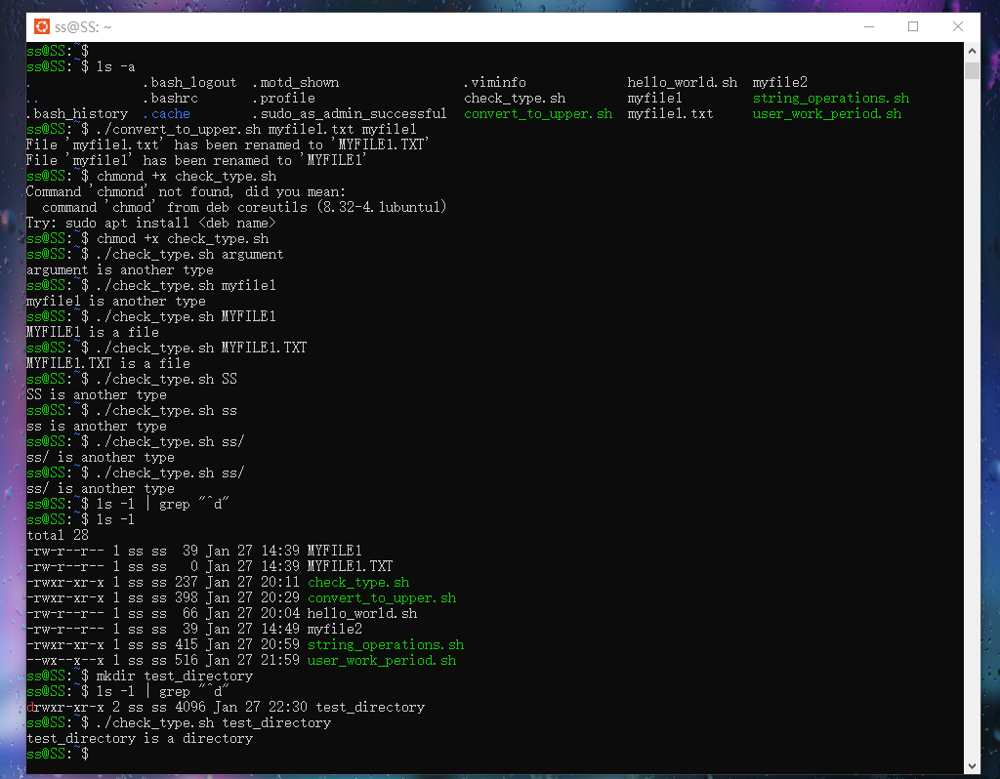 ss@SS: ~
ss@SS:~$
ss@SS:~$ ls -a
. .bash_logout .motd_shown .viminfo hello_world.sh myfile2
.. .bashrc .profile check_type.sh myfile1 string_operations.sh
.bash_history .cache .sudo_as_admin_successful convert_to_upper.sh myfile1.txt user_work_period.sh
ss@SS:~$ ./convert_to_upper.sh myfile1.txt myfile1
File 'myfile1.txt' has been renamed to 'MYFILE1.TXT'
File 'myfile1' has been renamed to 'MYFILE1'
ss@SS:~$ chmond +x check_type.sh
Command 'chmond' not found, did you mean:
  command 'chmod' from deb coreutils (8.32-4.1ubuntu1)
Try: sudo apt install <deb name>
ss@SS:~$ chmod +x check_type.sh
ss@SS:~$ ./check_type.sh argument
argument is another type
ss@SS:~$ ./check_type.sh myfile1
myfile1 is another type
ss@SS:~$ ./check_type.sh MYFILE1
MYFILE1 is a file
ss@SS:~$ ./check_type.sh MYFILE1.TXT
MYFILE1.TXT is a file
ss@SS:~$ ./check_type.sh SS
SS is another type
ss@SS:~$ ./check_type.sh ss
ss is another type
ss@SS:~$ ./check_type.sh ss/
ss/ is another type
ss@SS:~$ ./check_type.sh ss/
ss/ is another type
ss@SS:~$ ls -l | grep "^d"
ss@SS:~$ ls -l
total 28
-rw-r--r-- 1 ss ss  39 Jan 27 14:39 MYFILE1
-rw-r--r-- 1 ss ss   0 Jan 27 14:39 MYFILE1.TXT
-rwxr-xr-x 1 ss ss 237 Jan 27 20:11 check_type.sh
-rwxr-xr-x 1 ss ss 398 Jan 27 20:29 convert_to_upper.sh
-rw-r--r-- 1 ss ss  66 Jan 27 20:04 hello_world.sh
-rw-r--r-- 1 ss ss  39 Jan 27 14:49 myfile2
-rwxr-xr-x 1 ss ss 415 Jan 27 20:59 string_operations.sh
--wx--x--x 1 ss ss 516 Jan 27 21:59 user_work_period.sh
ss@SS:~$ mkdir test_directory
ss@SS:~$ ls -l | grep "^d"
drwxr-xr-x 2 ss ss 4096 Jan 27 22:30 test_directory
ss@SS:~$ ./check_type.sh test_directory
test_directory is a directory
ss@SS:~$